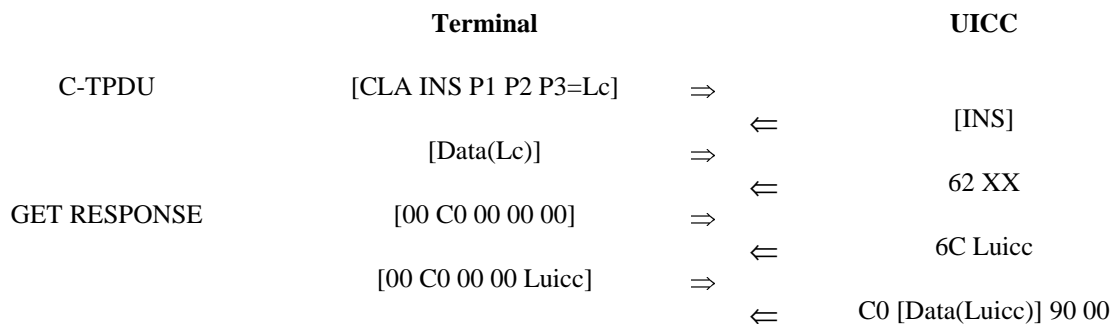 Terminal UICC
C-TPDU [CLA INS P1 P2 P3=Lc] ⇒
⇐ [INS]
[Data(Lc)] ⇒
⇐ 62 XX
GET RESPONSE [00 C0 00 00 00] ⇒
⇐ 6C Luicc
[00 C0 00 00 Luicc] ⇒
⇐ C0 [Data(Luicc)] 90 00